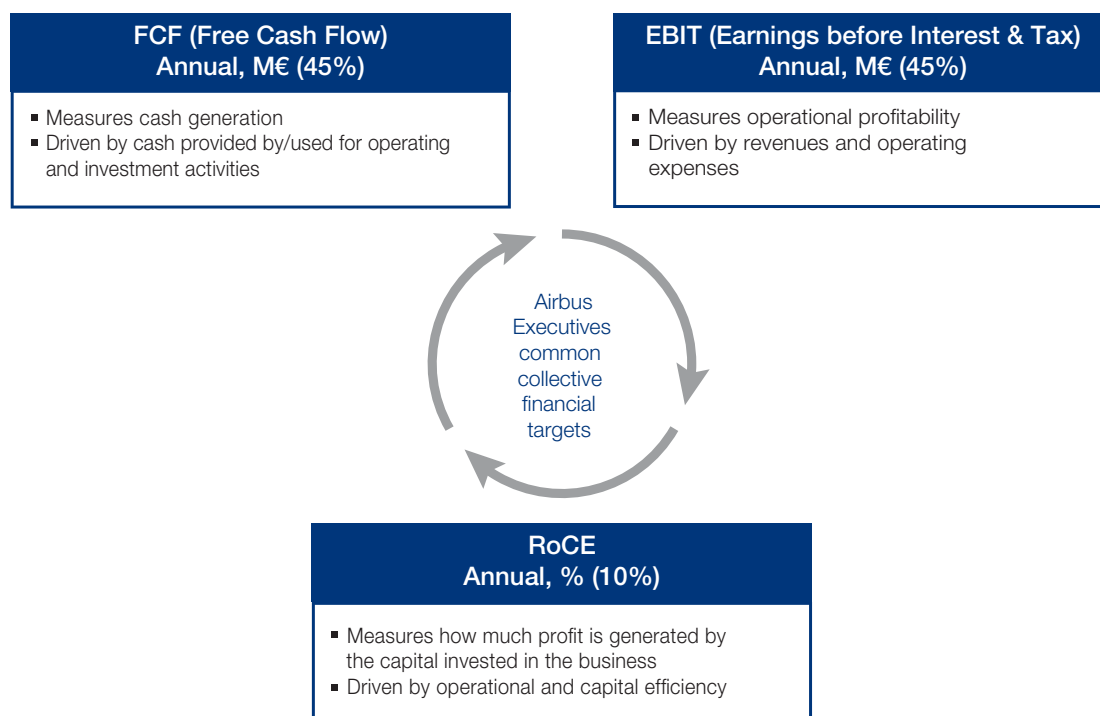 FCF (Free Cash Flow)
Annual, M€ (45%)
▪ Measures cash generation
▪ Driven by cash provided by/used for operating
and investment activities
EBIT (Earnings before Interest & Tax)
Annual, M€ (45%)
▪ Measures operational profitability
▪ Driven by revenues and operating
expenses
Airbus
Executives
common
collective
financial
targets
RoCE
Annual, % (10%)
▪ Measures how much profit is generated by
the capital invested in the business
▪ Driven by operational and capital efficiency